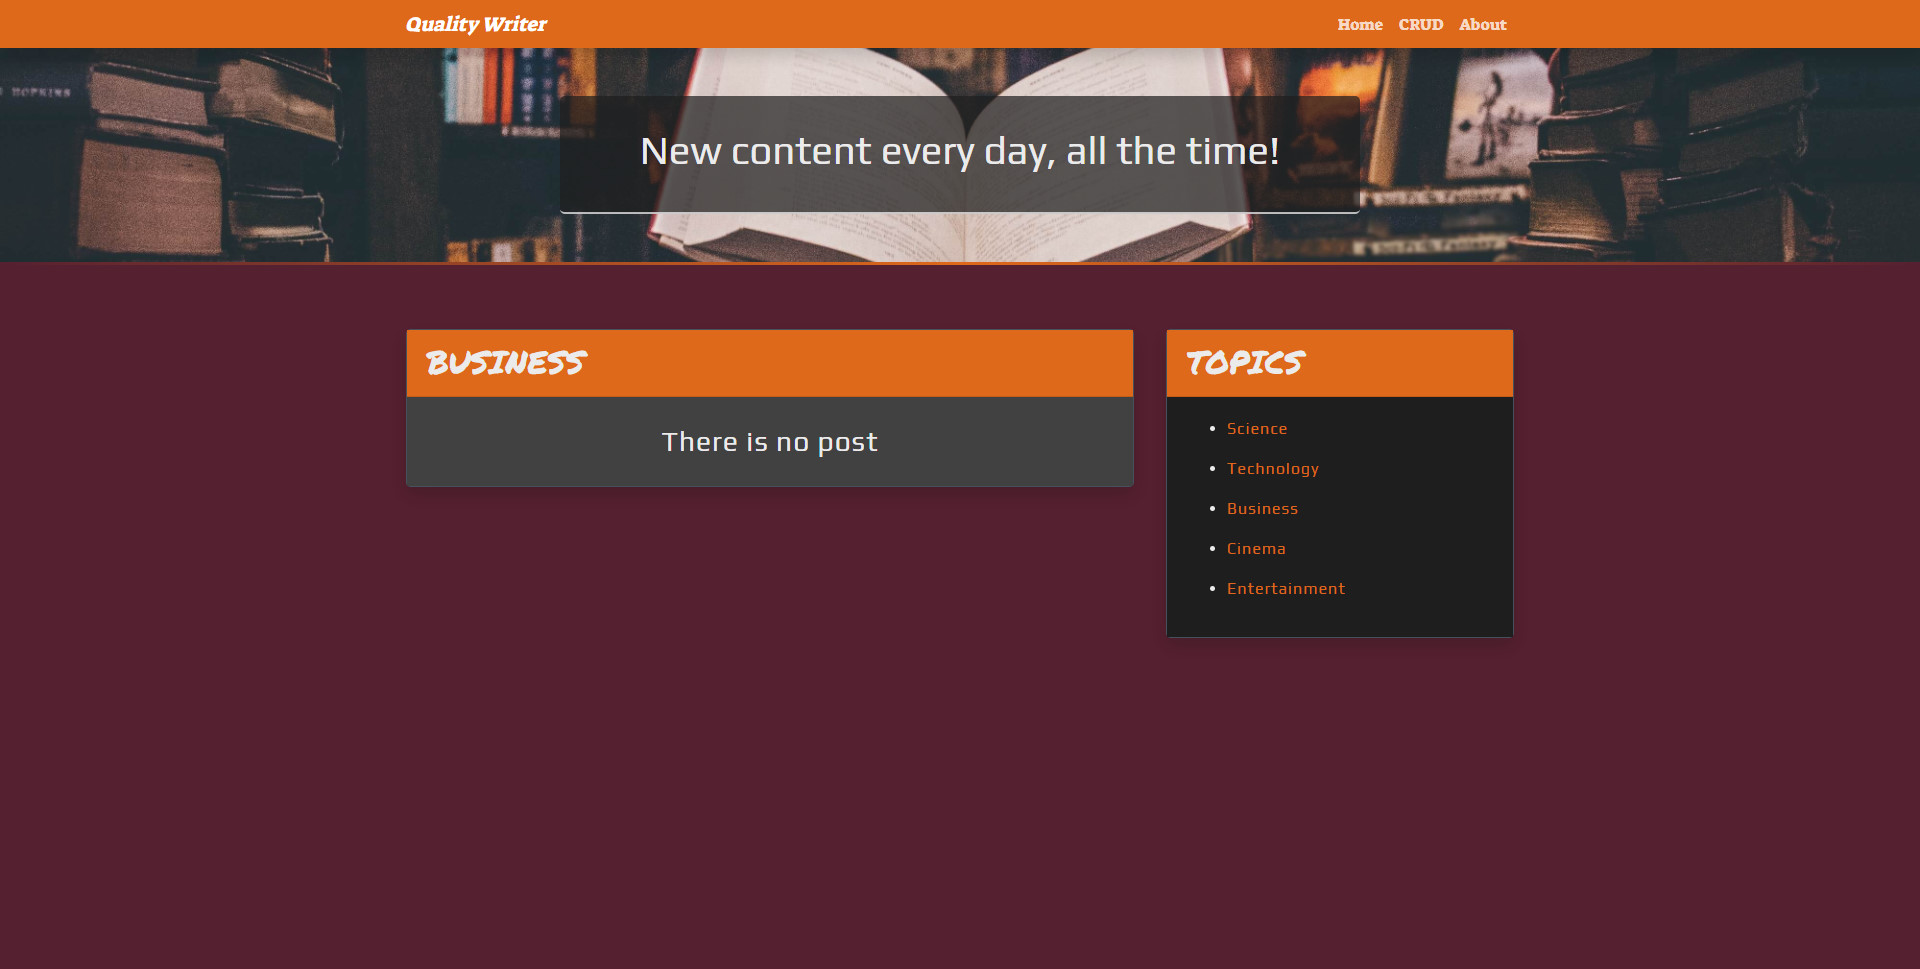 Quality Writer
Home CRUD About
HOPKINS
New content every day, all the time!
BUSINESS
There is no post
TOPICS
Science
Technology
Business
Cinema
Entertainment